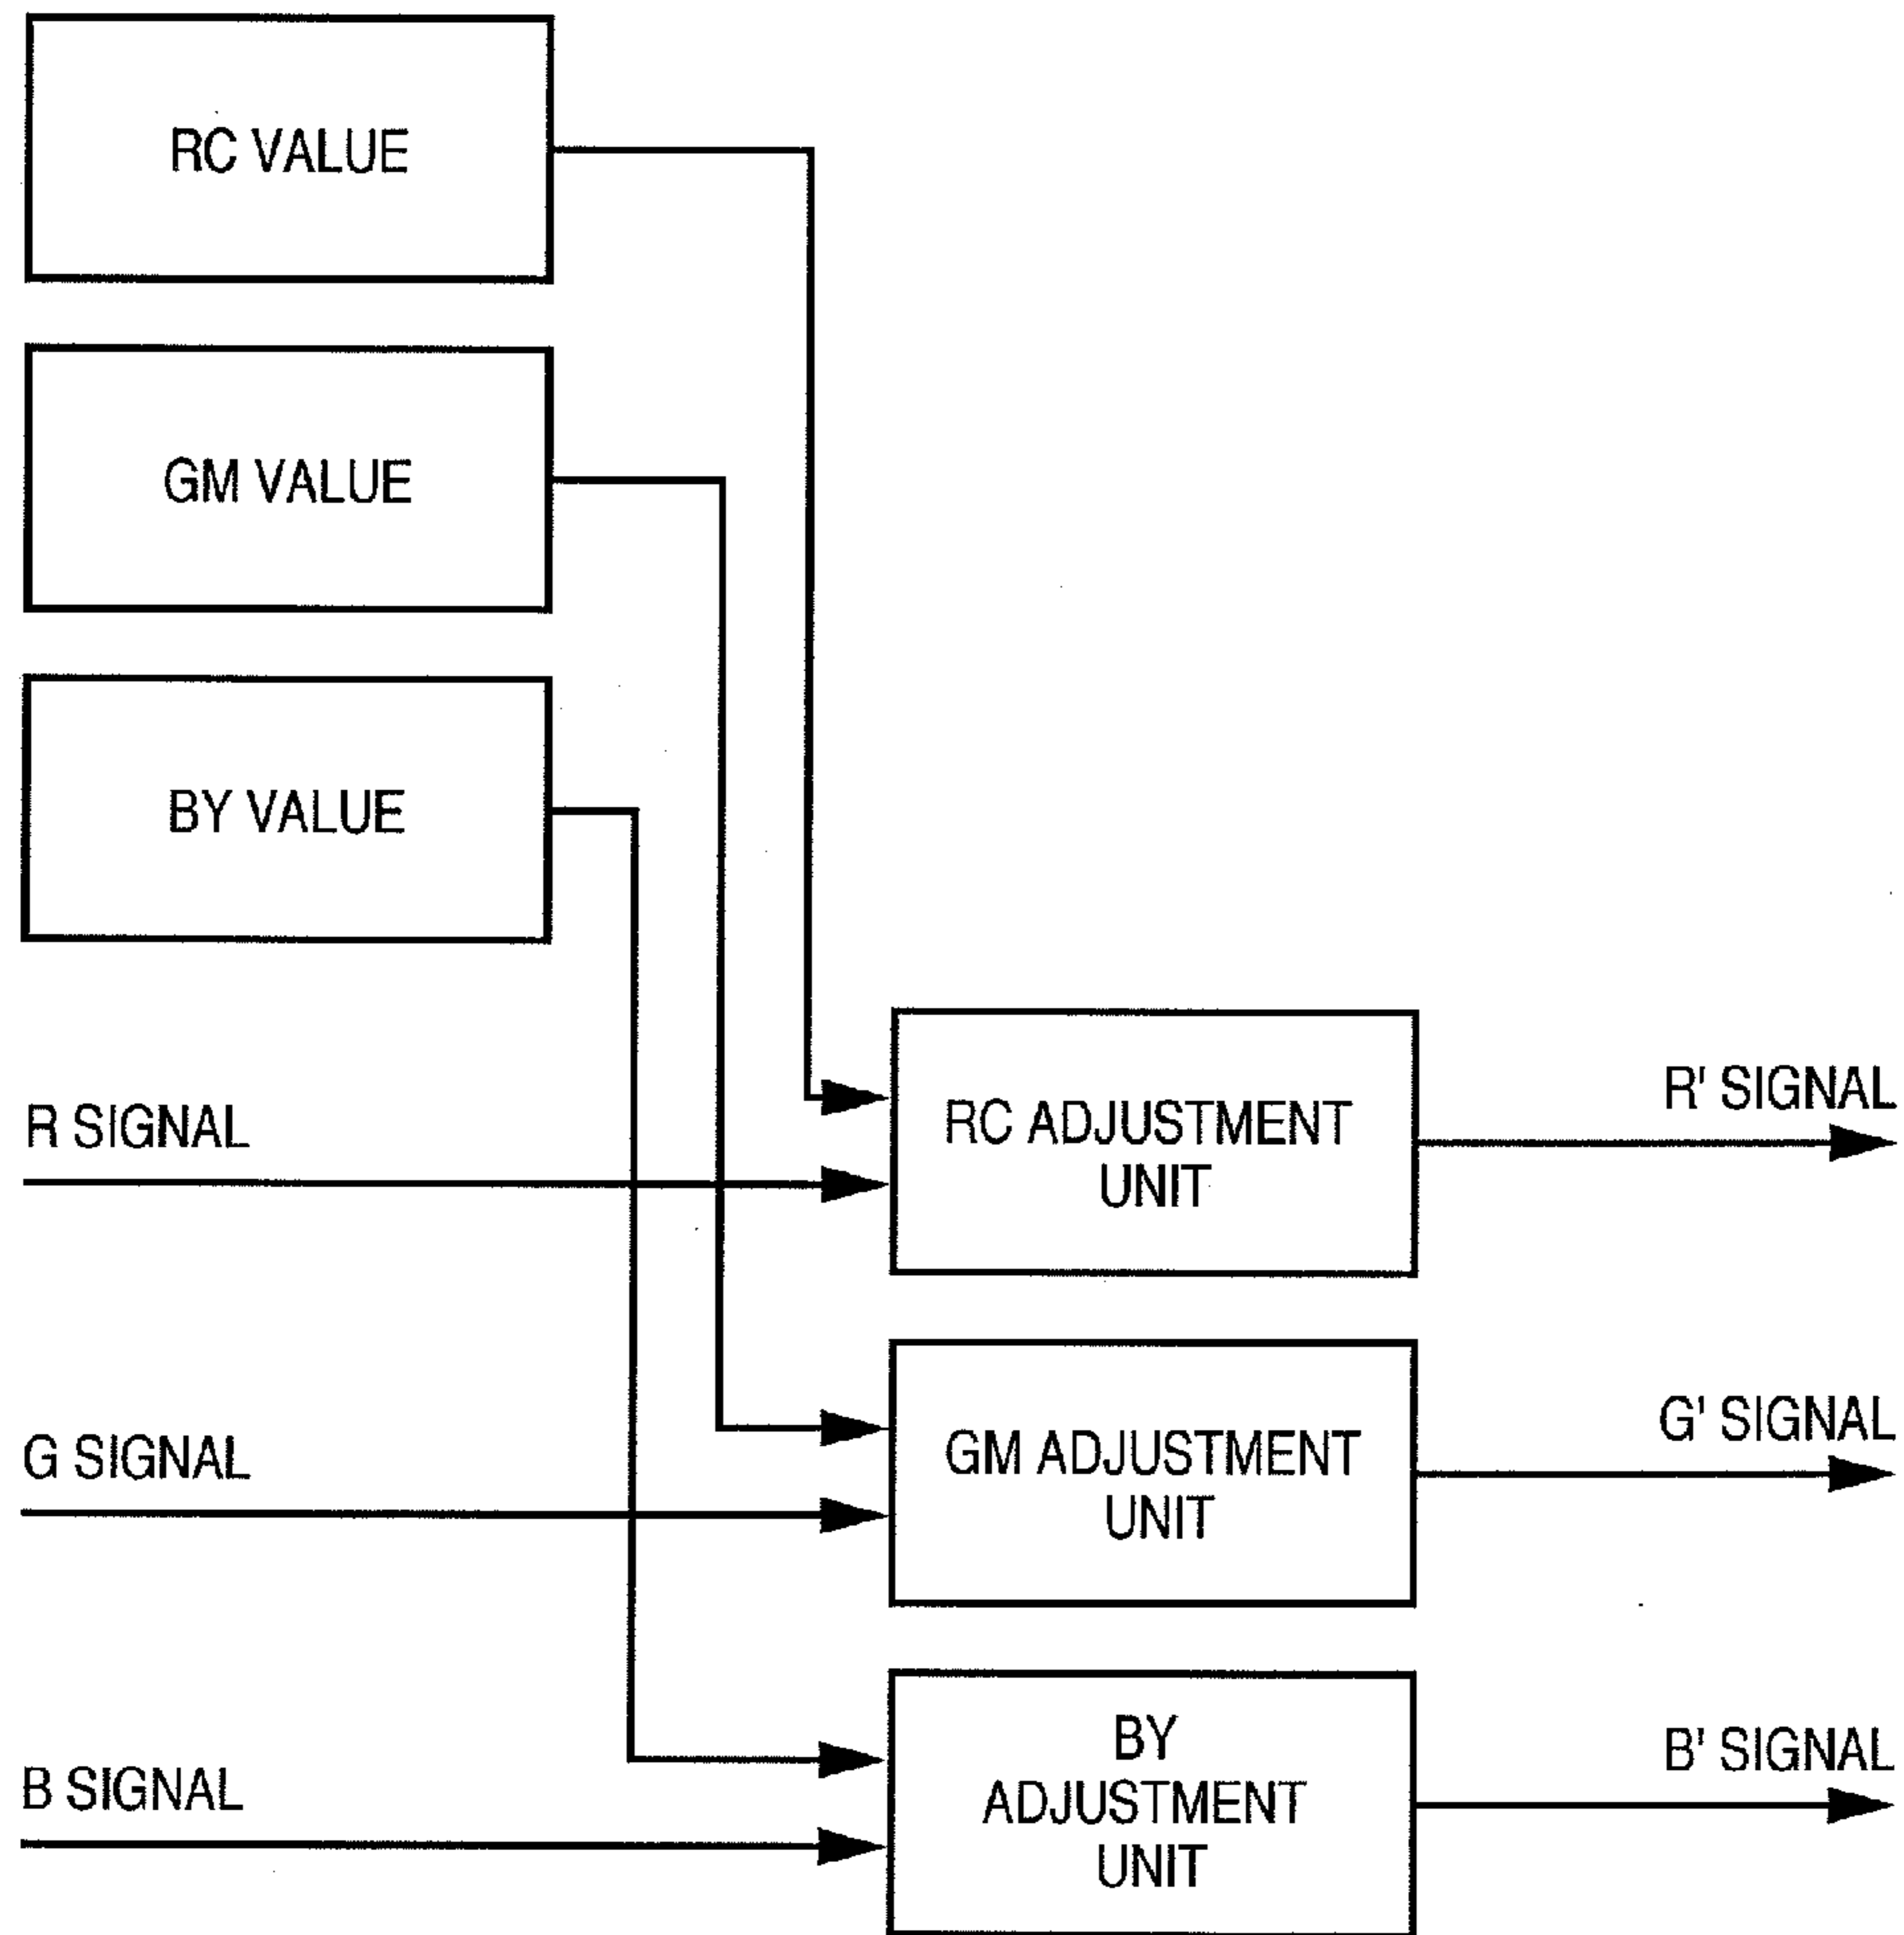 RC VALUE
GM VALUE
BY VALUE
R SIGNAL
RC ADJUSTMENT
UNIT
R' SIGNAL
G SIGNAL
GM ADJUSTMENT
UNIT
G' SIGNAL
B SIGNAL
BY
ADJUSTMENT
UNIT
B' SIGNAL